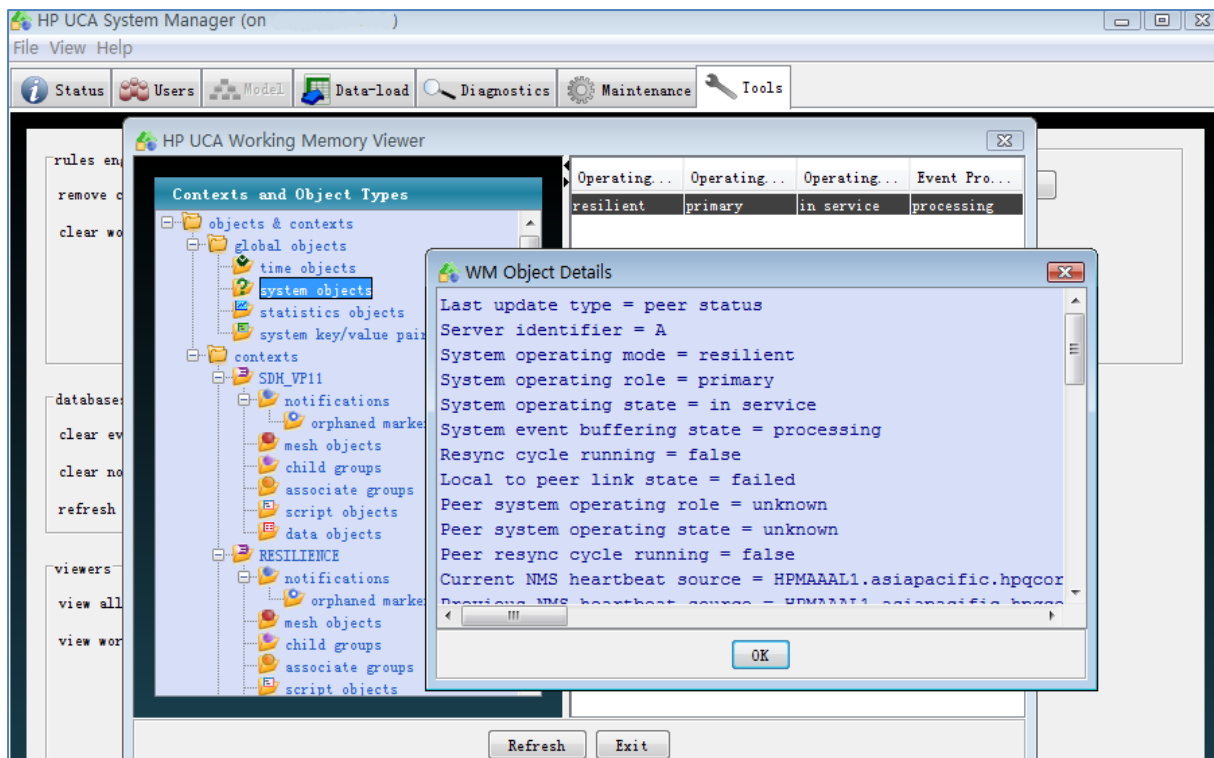 HP UCA System Manager (on )
File View Help
Status Users Model Data-load Diagnostics Maintenance Tools
HP UCA Working Memory Viewer
rules en
remove c
clear wo
databases
clear ev
clear no
refresh
viewers
view all
view wor
Contexts and Object Types
objects & contexts
global objects
time objects
system objects
statistics objects
system key/value pair
contexts
SDH_VP11
notifications
orphaned marke
mesh objects
child groups
associate groups
script objects
data objects
RESILIENCE
notifications
orphaned marke
mesh objects
child groups
associate groups
script objects
Operating... Operating... Operating... Event Pro...
resilient primary in service processing
WM Object Details
Last update type = peer status
Server identifier = A
System operating mode = resilient
System operating role = primary
System operating state = in service
System event buffering state = processing
Resync cycle running = false
Local to peer link state = failed
Peer system operating role = unknown
Peer system operating state = unknown
Peer resync cycle running = false
Current NMS heartbeat source = HPMAAAL1.asiapacific.hpqcor
Previous NMS heartbeat source = HPMAAAL1.asiapacific.hpqco
OK
Refresh Exit